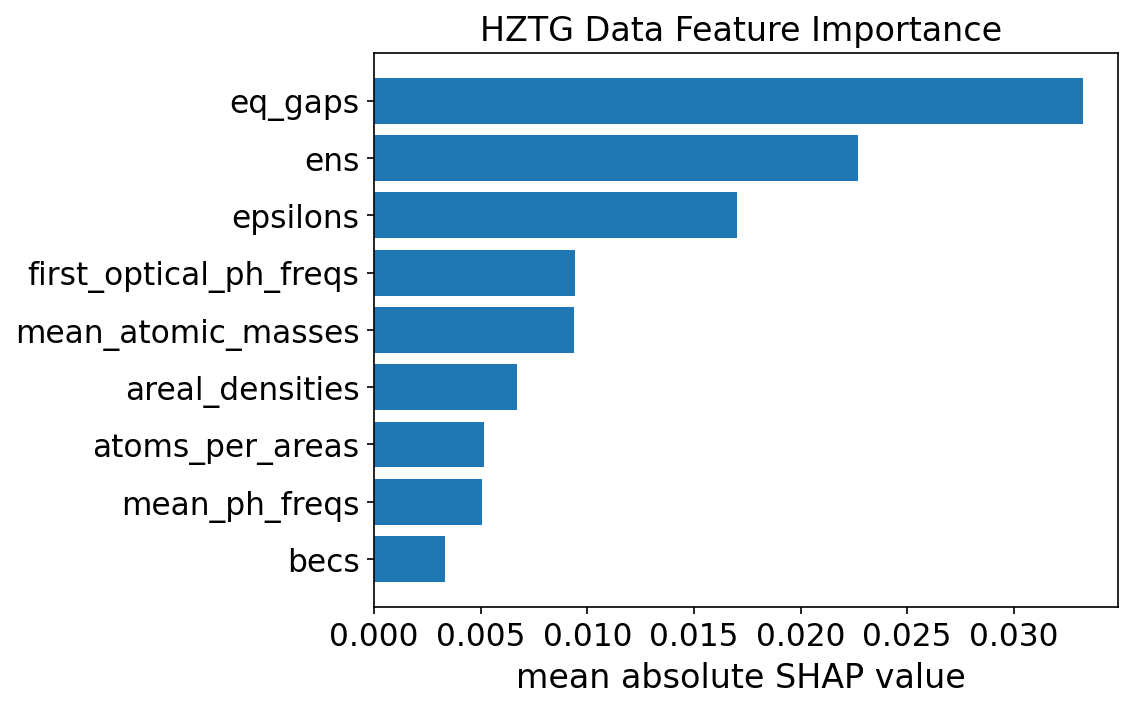 HZTG Data Feature Importance
eq_gaps
ens
epsilons
first_optical_ph_freqs
mean_atomic_masses
areal_densities
atoms_per_areas
mean_ph_freqs
becs
0.000 0.005 0.010 0.015 0.020 0.025 0.030
mean absolute SHAP value